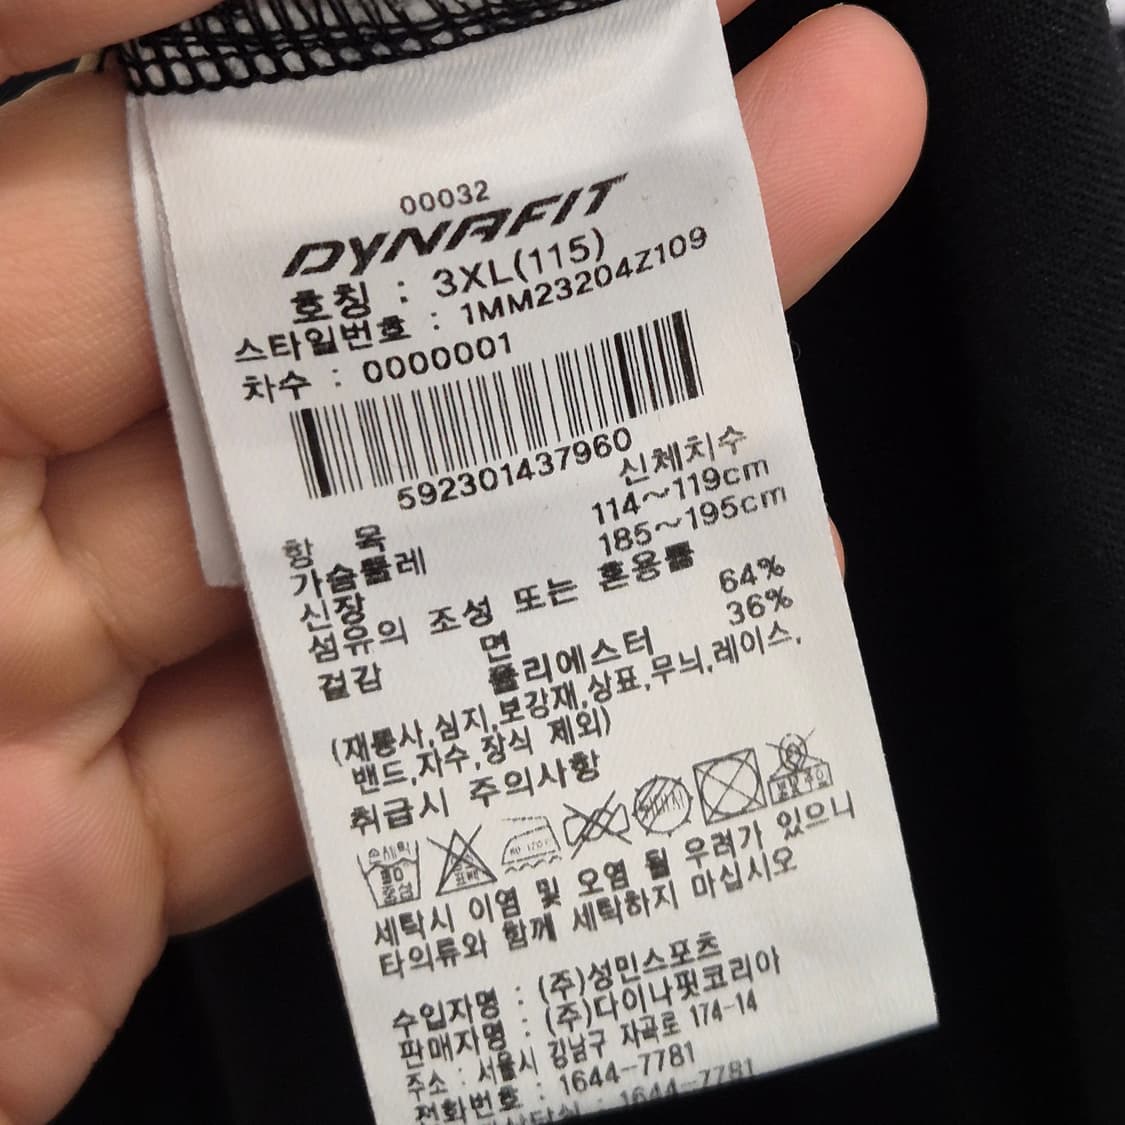 00032
DYNAFIT
호칭 : 3XL(115)
스타일번호 : 1MM23204Z109
차수 : 0000001
592301437960
항 목 신체치수
가슴둘레 114~119cm
신장 185~195cm
섬유의 조성 또는 혼용률
겉감 면 64%
폴리에스터 36%
(재봉사,심지,보강재,상표,무늬,레이스,
밴드,자수,장식 제외)
취급시 주의사항
손세탁
중성
세탁시 이염 및 오염 될 우려가 있으니
타의류와 함께 세탁하지 마십시오
수입자명 : (주)성민스포츠
판매자명 : (주)다이나핏코리아
주소 : 서울시 강남구 자곡로 174-14
전화번호 : 1644-7781
1644-7781